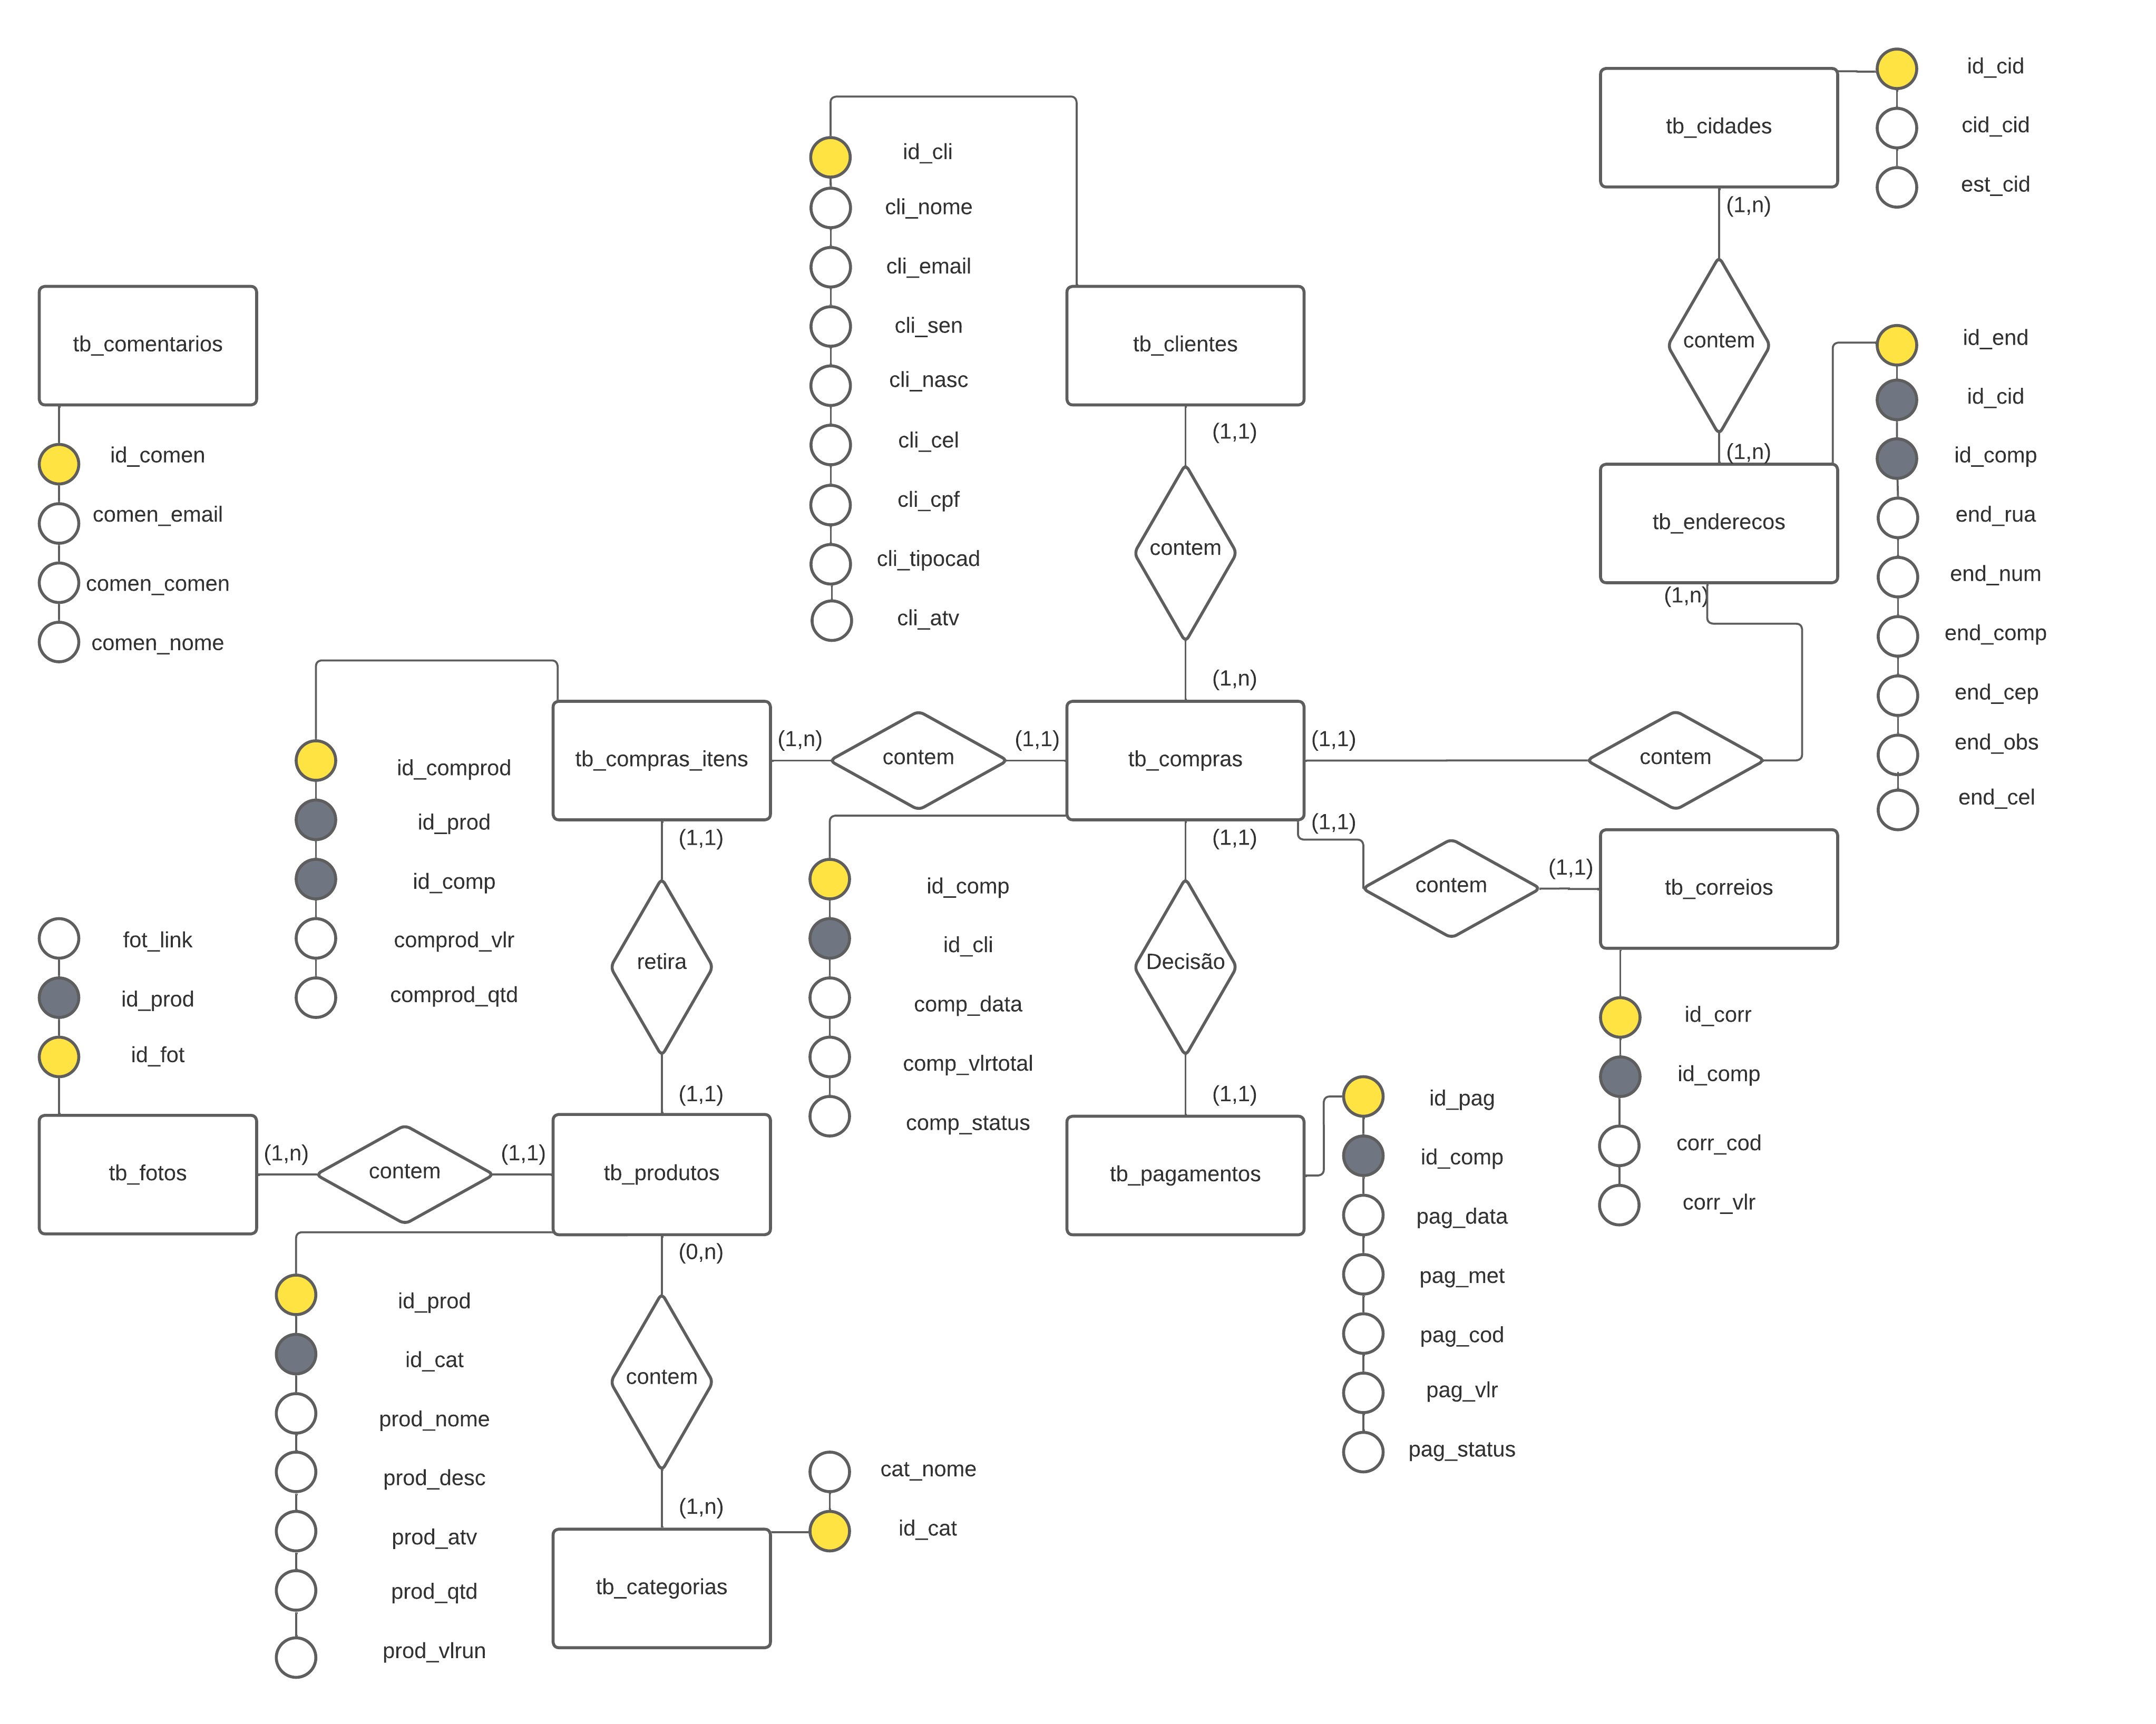 tb_cidades
id_cid
cid_cid
est_cid
(1,n)
contem
(1,n)
tb_enderecos
id_end
id_cid
id_comp
end_rua
end_num
end_comp
end_cep
end_obs
end_cel
(1,n)
contem
(1,1)
id_cli
cli_nome
cli_email
cli_sen
cli_nasc
cli_cel
cli_cpf
cli_tipocad
cli_atv
tb_clientes
(1,1)
contem
(1,n)
tb_comentarios
id_comen
comen_email
comen_comen
comen_nome
tb_compras_itens
(1,n)
contem
(1,1)
tb_compras
id_comprod
id_prod
id_comp
comprod_vlr
comprod_qtd
(1,1)
retira
(1,1)
id_comp
id_cli
comp_data
comp_vlrtotal
comp_status
(1,1)
Decisão
(1,1)
(1,1)
contem
(1,1)
tb_correios
id_corr
id_comp
corr_cod
corr_vlr
fot_link
id_prod
id_fot
tb_fotos
(1,n)
contem
(1,1)
tb_produtos
tb_pagamentos
id_pag
id_comp
pag_data
pag_met
pag_cod
pag_vlr
pag_status
id_prod
id_cat
prod_nome
prod_desc
prod_atv
prod_qtd
prod_vlrun
(0,n)
contem
(1,n)
cat_nome
id_cat
tb_categorias